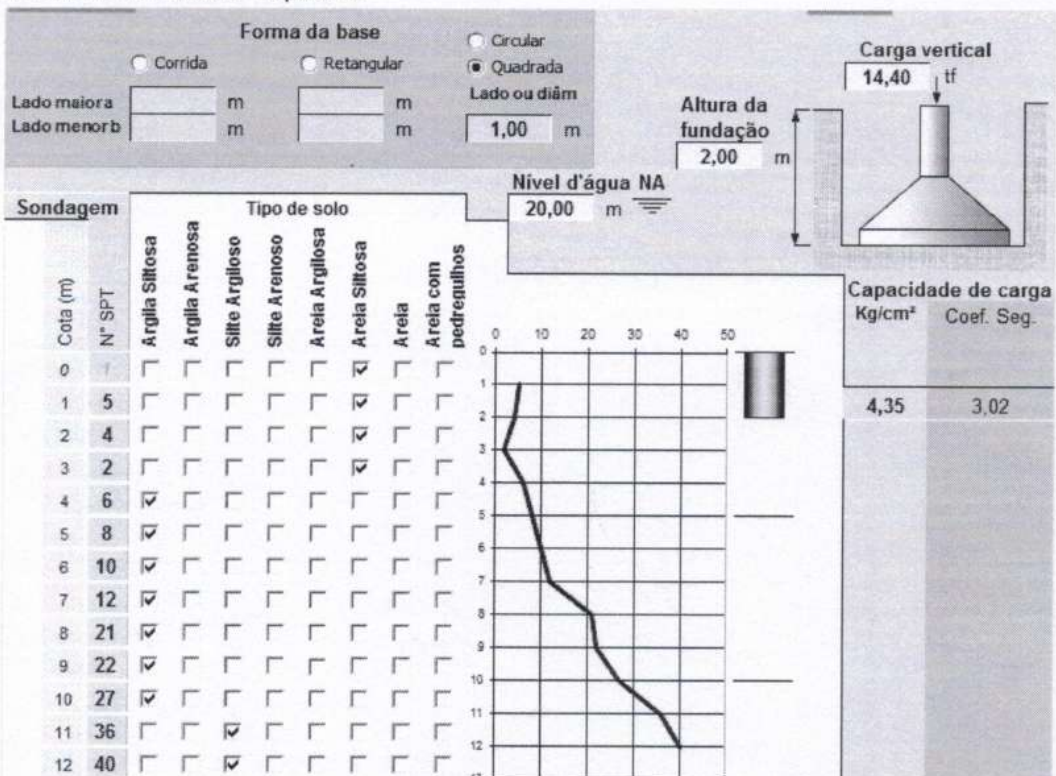 Forma da base
Corrida
Retangular
Circular
Quadrada
Lado maior a
m
m
Lado ou diâm
Lado menor b
m
m
1,00 m
Carga vertical
14,40 tf
Altura da fundação
2,00 m
Nível d'água NA
20,00 m
Sondagem
Tipo de solo
Cota (m)
N° SPT
Argila Siltosa
Argila Arenosa
Silte Argiloso
Silte Arenoso
Areia Argilosa
Areia Siltosa
Areia
Areia com pedregulhos
Capacidade de carga
Kg/cm² Coef. Seg.
4,35 3,02
0
1 5
2 4
3 2
4 6
5 8
6 10
7 12
8 21
9 22
10 27
11 36
12 40
0 10 20 30 40 50
0
1
2
3
4
5
6
7
8
9
10
11
12